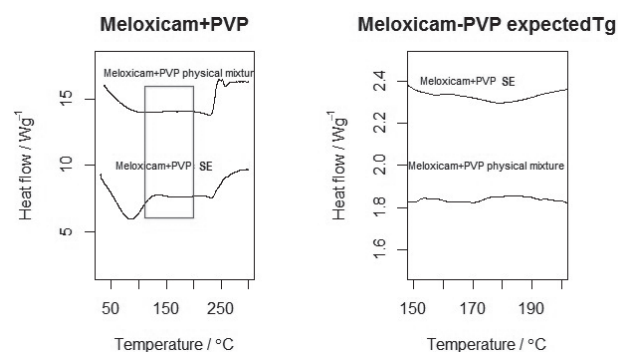 Meloxicam+PVP
Meloxicam-PVP expectedTg
Meloxicam+PVP physical mixtur
Meloxicam+PVP SE
Heat flow / Wg⁻¹
5
10
15
50
150
250
Temperature / °C
Meloxicam+PVP SE
Meloxicam+PVP physical mixture
Heat flow / Wg⁻¹
1.6
1.8
2.0
2.2
2.4
150
170
190
Temperature / °C